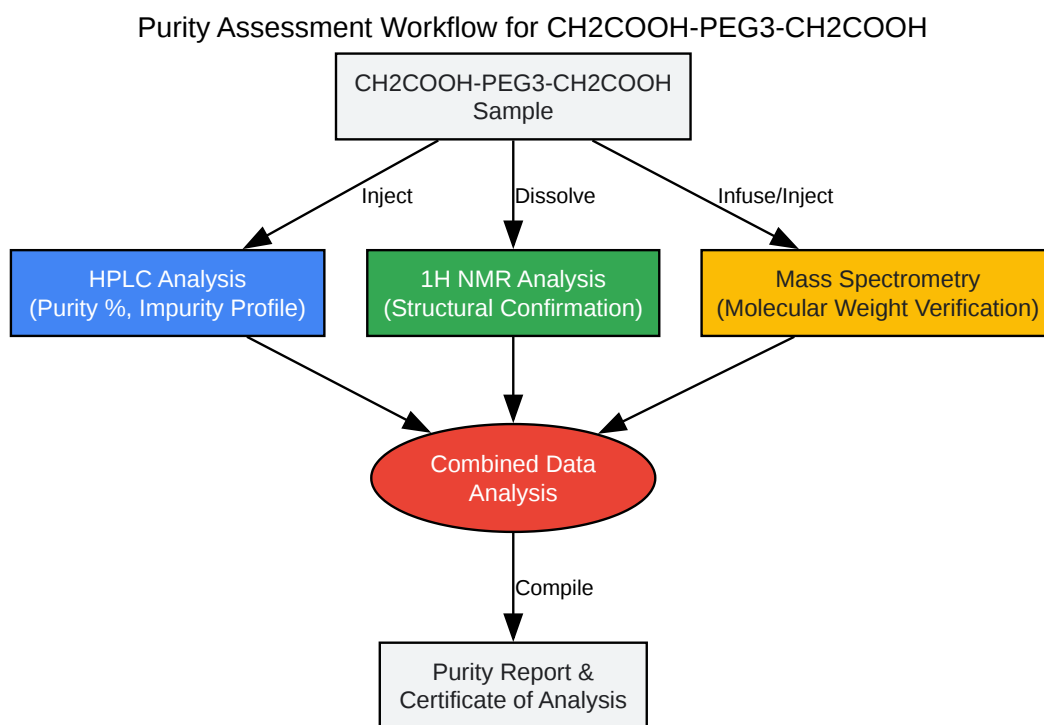 Purity Assessment Workflow for CH2COOH-PEG3-CH2COOH
CH2COOH-PEG3-CH2COOH
Sample
Inject
Dissolve
Infuse/Inject
HPLC Analysis
(Purity %, Impurity Profile)
1H NMR Analysis
(Structural Confirmation)
Mass Spectrometry
(Molecular Weight Verification)
Combined Data
Analysis
Compile
Purity Report &
Certificate of Analysis